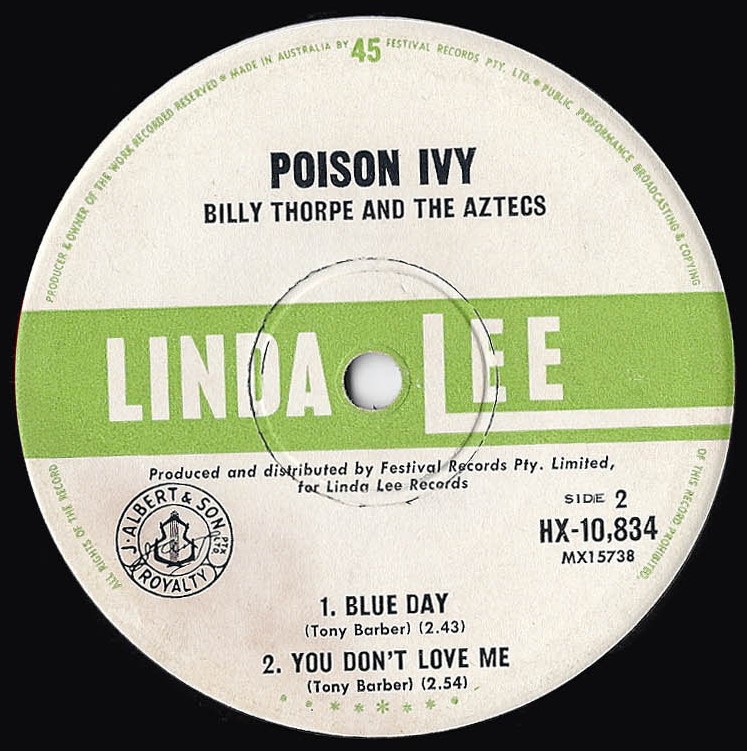 PRODUCER & OWNER OF THE WORK RECORDED RESERVED • MADE IN AUSTRALIA BY 45 FESTIVAL RECORDS PTY. LTD. • PUBLIC PERFORMANCE BROADCASTING & COPYING
POISON IVY
BILLY THORPE AND THE AZTECS
LINDA LEE
Produced and distributed by Festival Records Pty. Limited,
for Linda Lee Records
SIDE 2
HX-10,834
MX15738
J. ALBERT & SON PTY. LTD.
ROYALTY
1. BLUE DAY
(Tony Barber) (2.43)
2. YOU DON'T LOVE ME
(Tony Barber) (2.54)
ALL RIGHTS OF THE RECORD
OF THIS RECORD PROHIBITED.